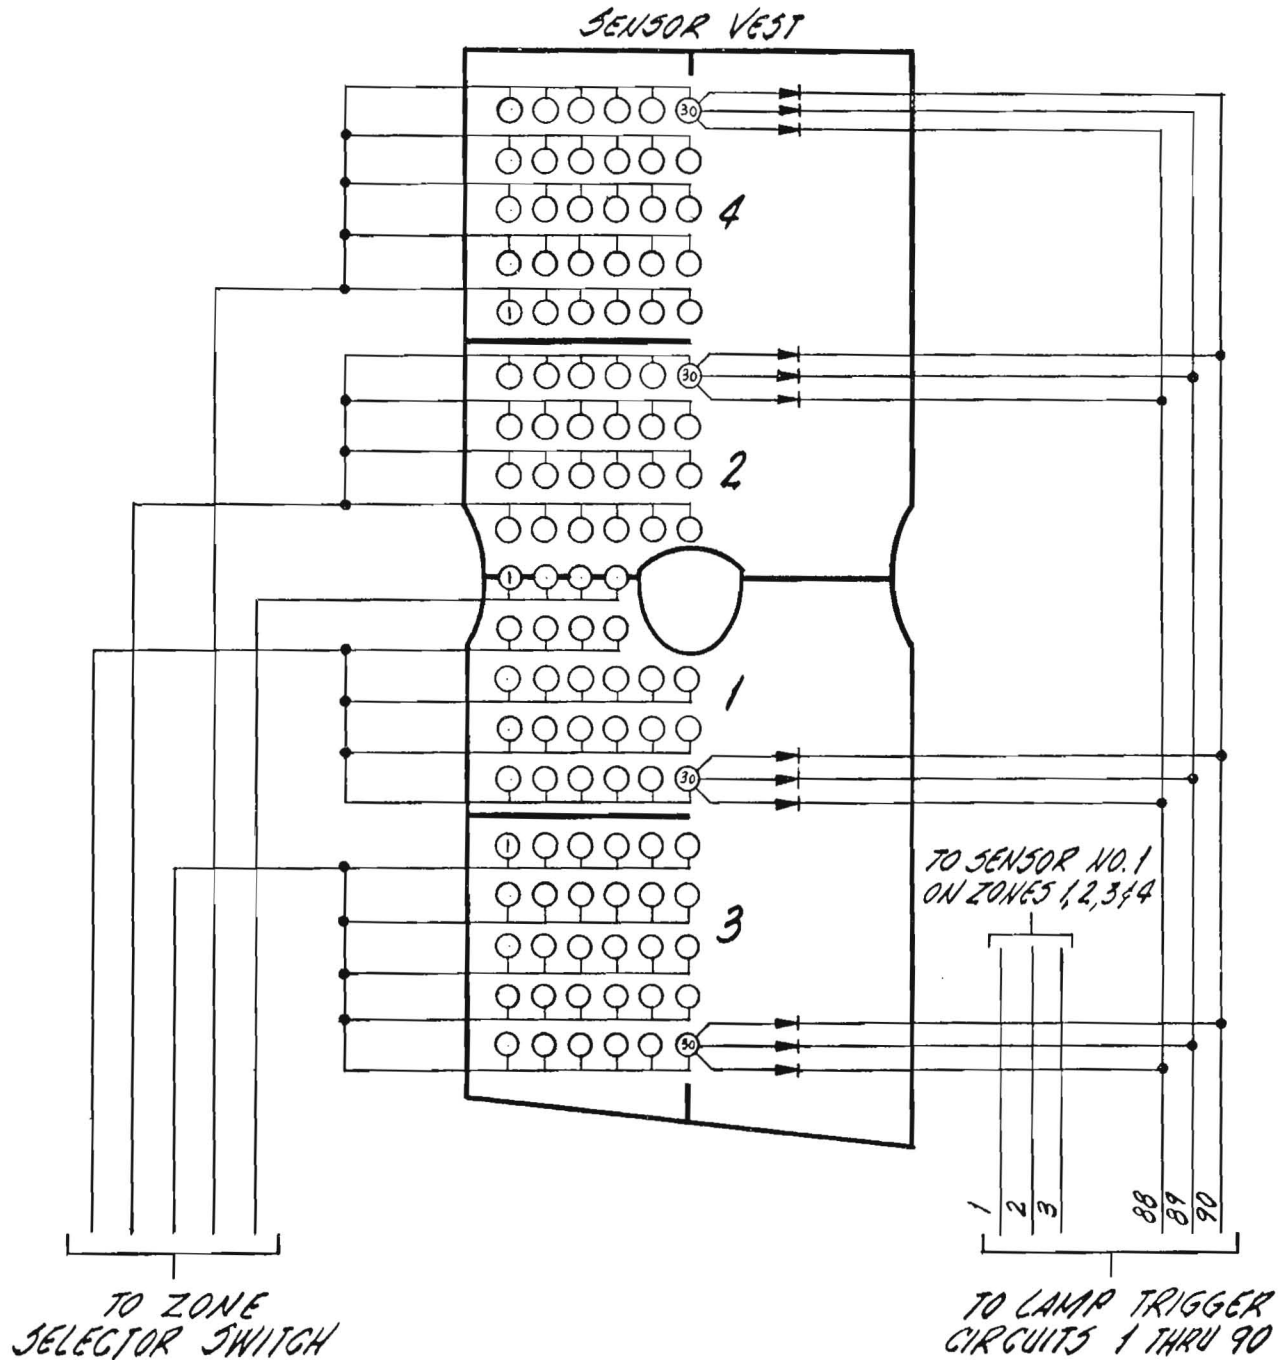 SENSOR VEST
30
4
1
30
2
1
1
30
1
3
30
TO SENSOR NO. 1
ON ZONES 1, 2, 3 & 4
1
2
3
88
89
90
TO ZONE
SELECTOR SWITCH
TO LAMP TRIGGER
CIRCUITS 1 THRU 90